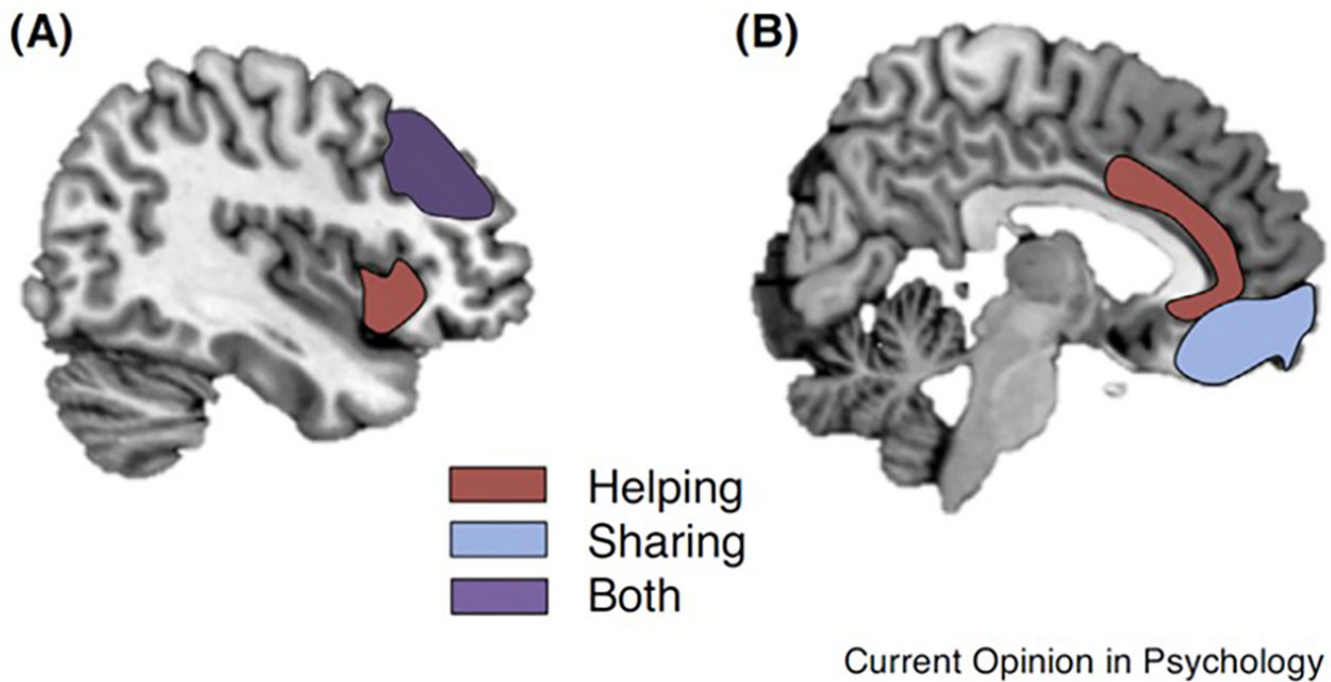 (A)
(B)
Helping
Sharing
Both
Current Opinion in Psychology